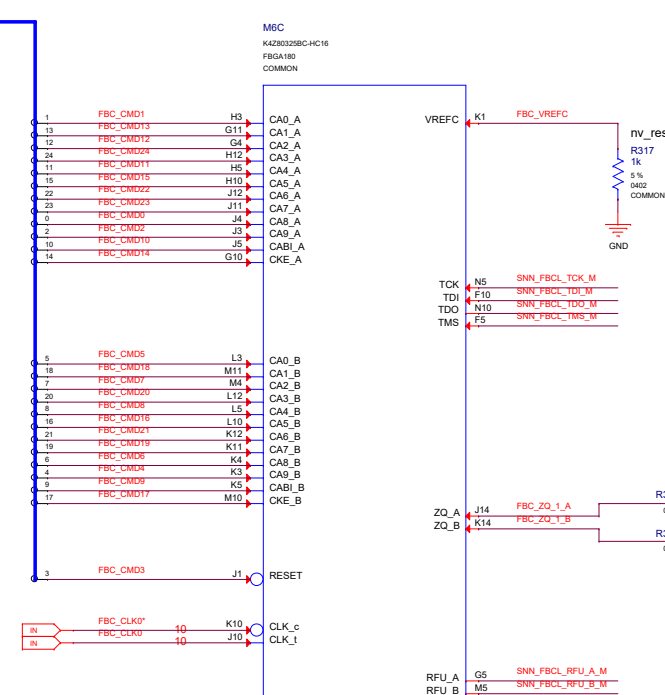 M6C
K4Z80325BC-HC16
FBGA180
COMMON
1 FBC_CMD1 H3 CA0_A
13 FBC_CMD13 G11 CA1_A
12 FBC_CMD12 G4 CA2_A
24 FBC_CMD24 H12 CA3_A
11 FBC_CMD11 H5 CA4_A
15 FBC_CMD15 H10 CA5_A
22 FBC_CMD22 J12 CA6_A
23 FBC_CMD23 J11 CA7_A
0 FBC_CMD0 J4 CA8_A
2 FBC_CMD2 J3 CA9_A
10 FBC_CMD10 J5 CABI_A
14 FBC_CMD14 G10 CKE_A
VREFC K1 FBC_VREFC
nv_res
R317
1k
5 %
0402
COMMON
GND
TCK N5 SNN_FBCL_TCK_M
TDI F10 SNN_FBCL_TDI_M
TDO N10 SNN_FBCL_TDO_M
TMS F5 SNN_FBCL_TMS_M
5 FBC_CMD5 L3 CA0_B
18 FBC_CMD18 M11 CA1_B
7 FBC_CMD7 M4 CA2_B
20 FBC_CMD20 L12 CA3_B
8 FBC_CMD8 L5 CA4_B
16 FBC_CMD16 L10 CA5_B
21 FBC_CMD21 K12 CA6_B
19 FBC_CMD19 K11 CA7_B
6 FBC_CMD6 K4 CA8_B
4 FBC_CMD4 K3 CA9_B
9 FBC_CMD9 K5 CABI_B
17 FBC_CMD17 M10 CKE_B
ZQ_A J14 FBC_ZQ_1_A
ZQ_B K14 FBC_ZQ_1_B
3 FBC_CMD3 J1 RESET
IN FBC_CLK0* 10 K10 CLK_c
IN FBC_CLK0 10 J10 CLK_t
RFU_A G5 SNN_FBCL_RFU_A_M
RFU_B M5 SNN_FBCL_RFU_B_M